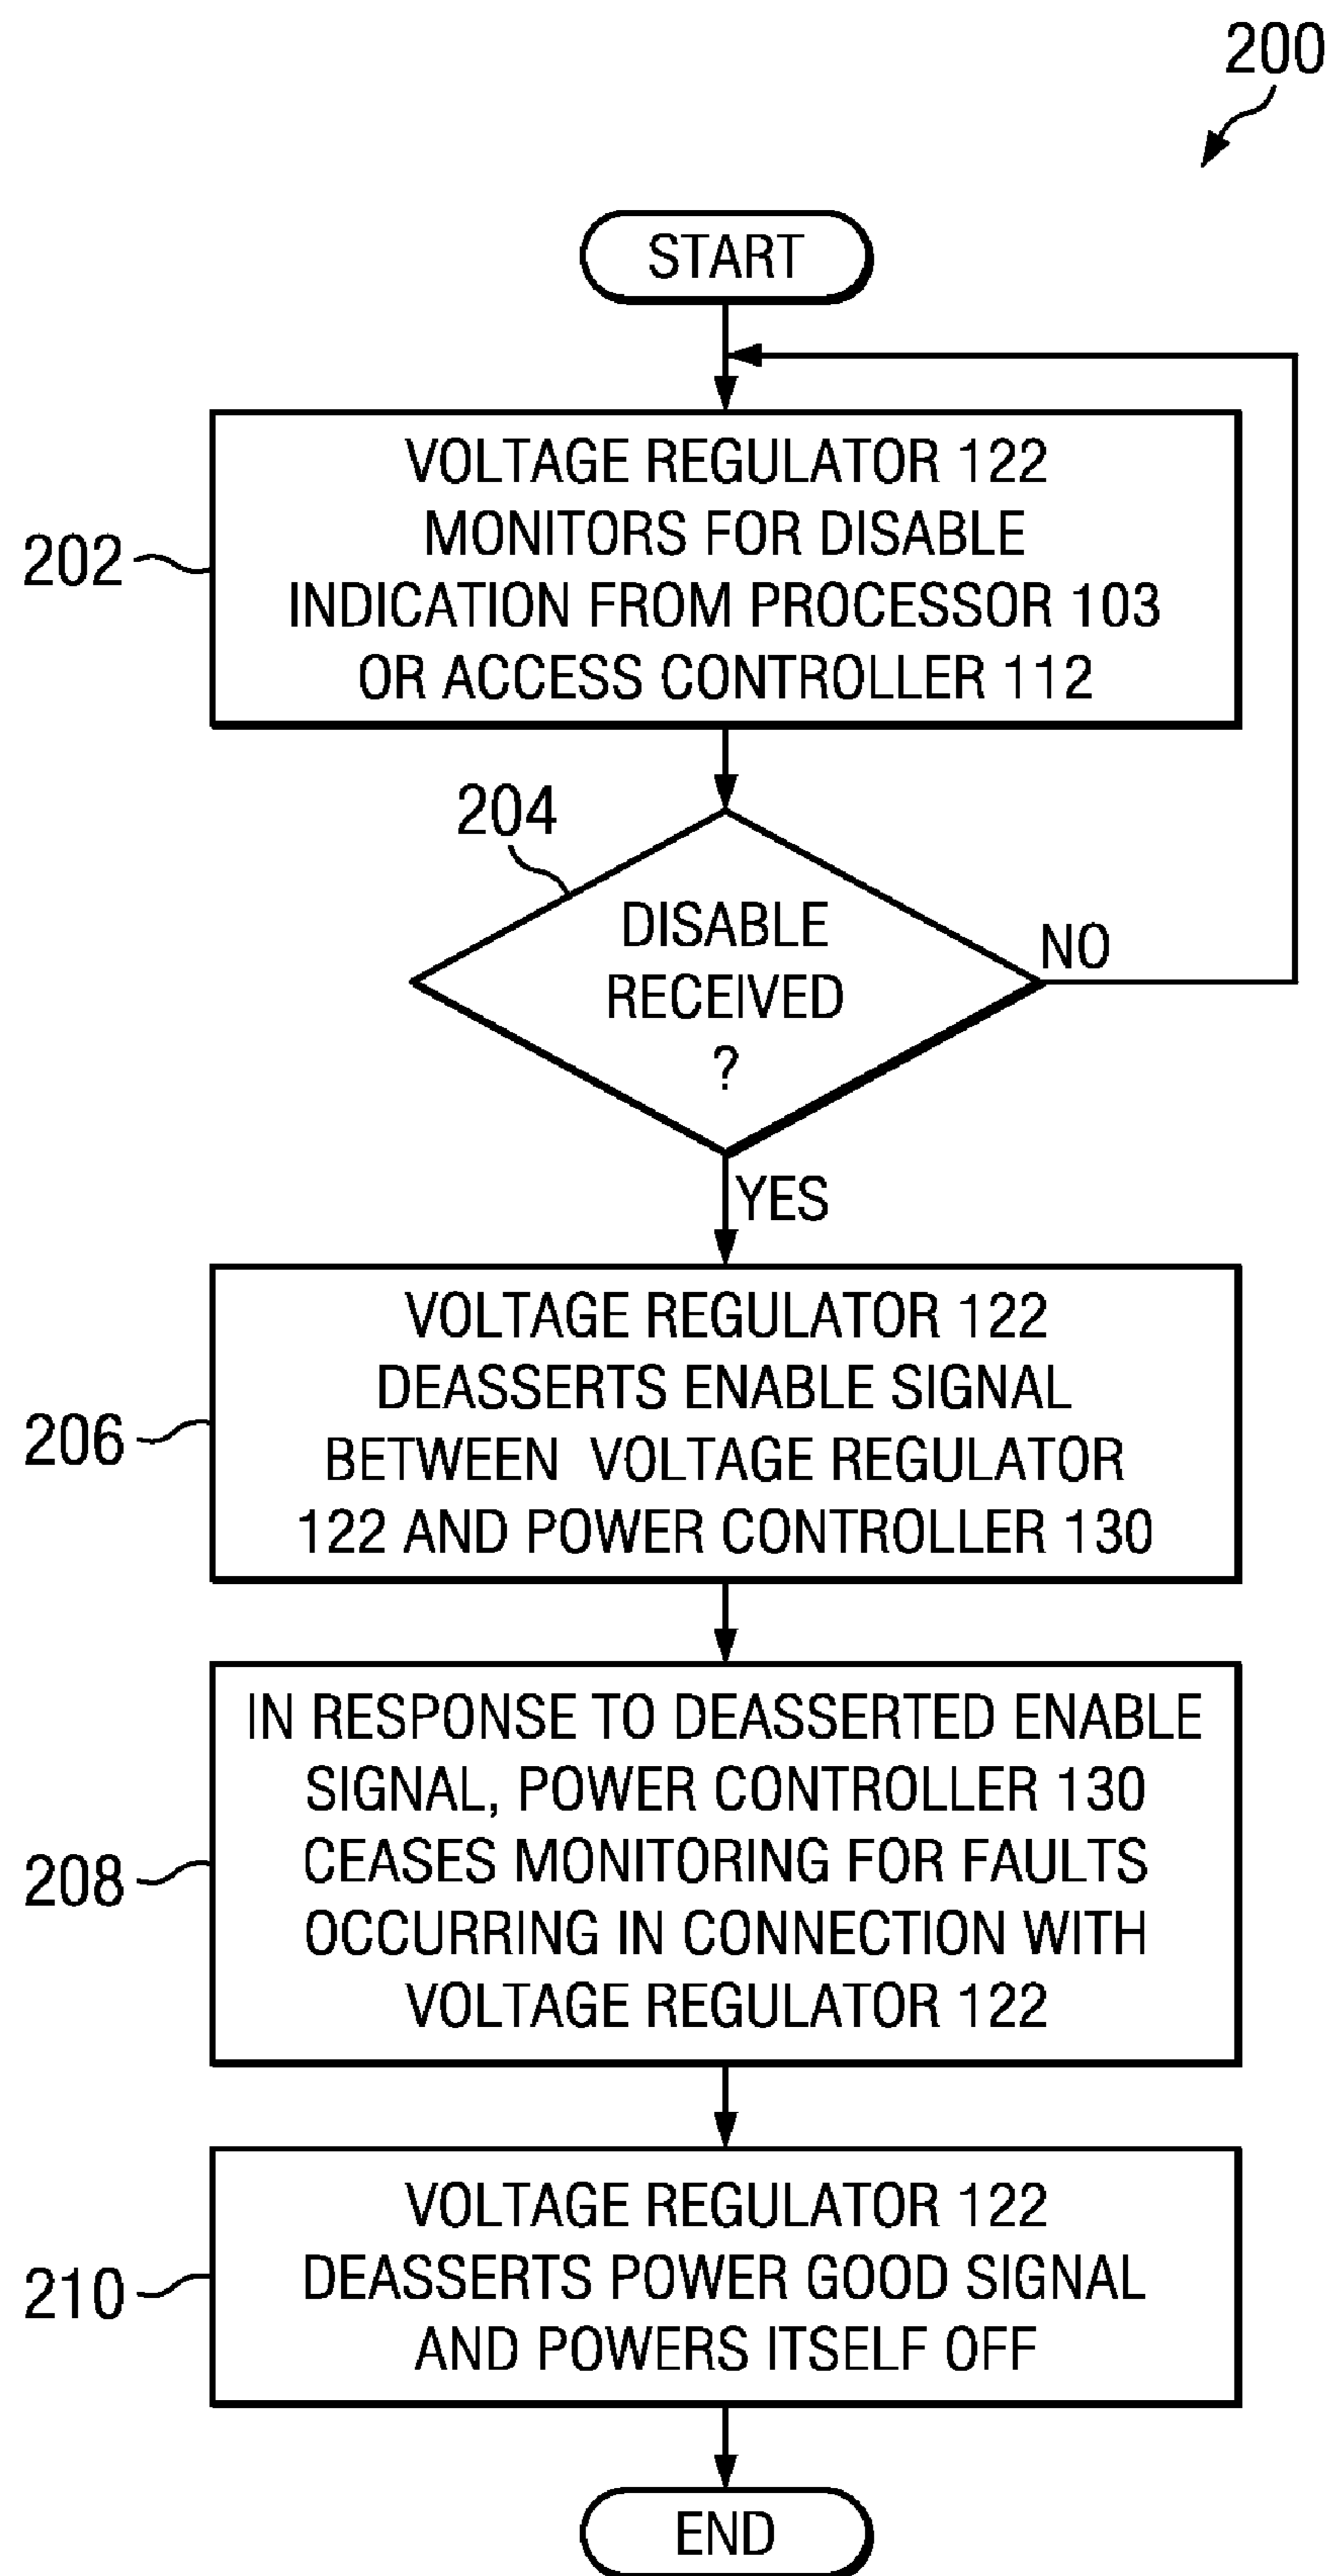 200
START
VOLTAGE REGULATOR 122
MONITORS FOR DISABLE
INDICATION FROM PROCESSOR 103
OR ACCESS CONTROLLER 112
202
204
DISABLE
RECEIVED
?
NO
YES
VOLTAGE REGULATOR 122
DEASSERTS ENABLE SIGNAL
BETWEEN VOLTAGE REGULATOR
122 AND POWER CONTROLLER 130
206
IN RESPONSE TO DEASSERTED ENABLE
SIGNAL, POWER CONTROLLER 130
CEASES MONITORING FOR FAULTS
OCCURRING IN CONNECTION WITH
VOLTAGE REGULATOR 122
208
VOLTAGE REGULATOR 122
DEASSERTS POWER GOOD SIGNAL
AND POWERS ITSELF OFF
210
END